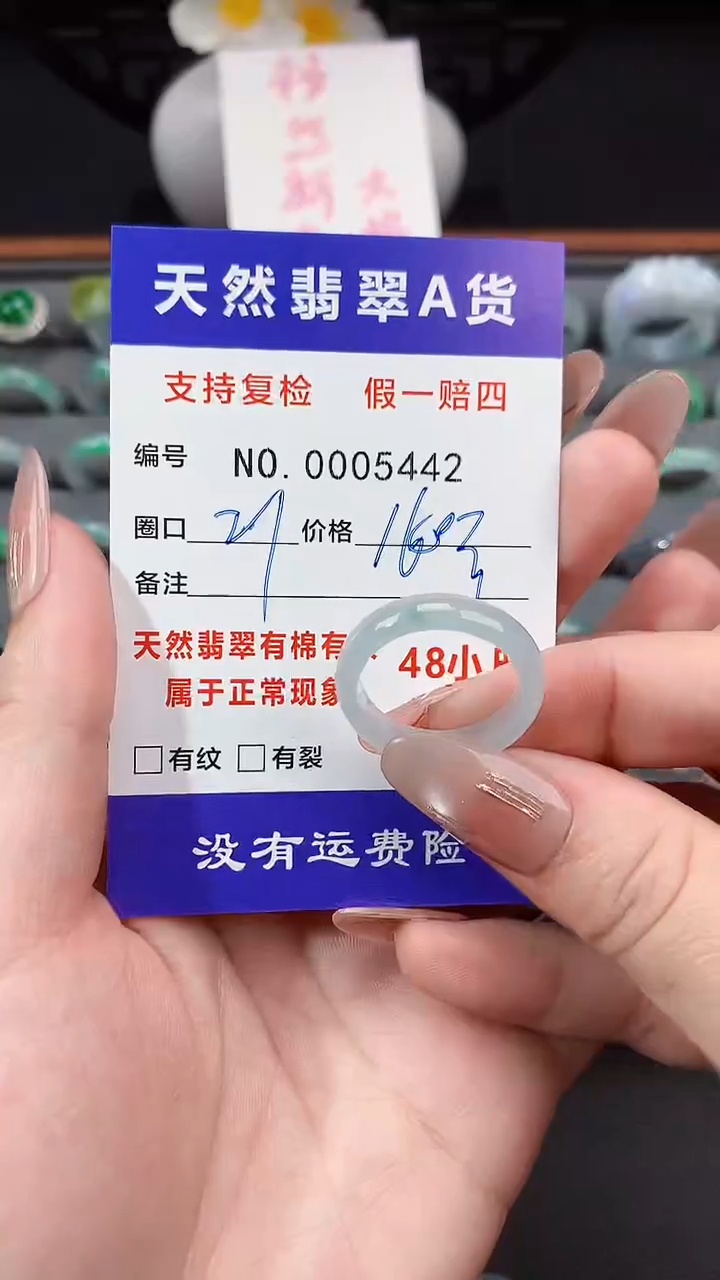 天然翡翠A货
支持复检 假一赔四
编号 NO.0005442
圈口 价格
备注
天然翡翠有棉有
48小
属于正常现象
□有纹 □有裂
没有运费险